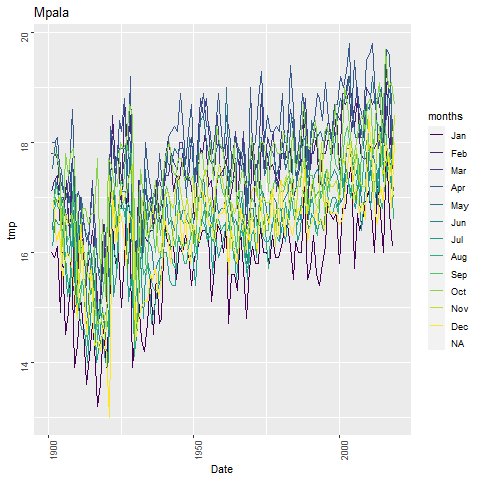 Mpala
20
18
16
14
tmp
1900
1950
2000
Date
months
Jan
Feb
Mar
Apr
May
Jun
Jul
Aug
Sep
Oct
Nov
Dec
NA